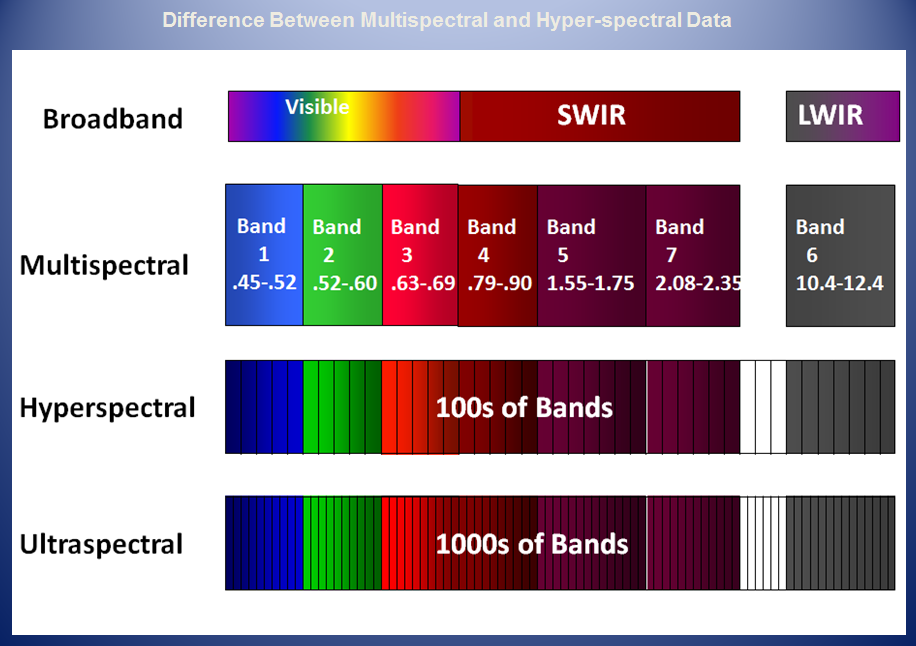 Difference Between Multispectral and Hyper-spectral Data
Broadband
Visible
SWIR
LWIR
Multispectral
Band
1
.45-.52
Band
2
.52-.60
Band
3
.63-.69
Band
4
.79-.90
Band
5
1.55-1.75
Band
7
2.08-2.35
Band
6
10.4-12.4
Hyperspectral
100s of Bands
Ultraspectral
1000s of Bands